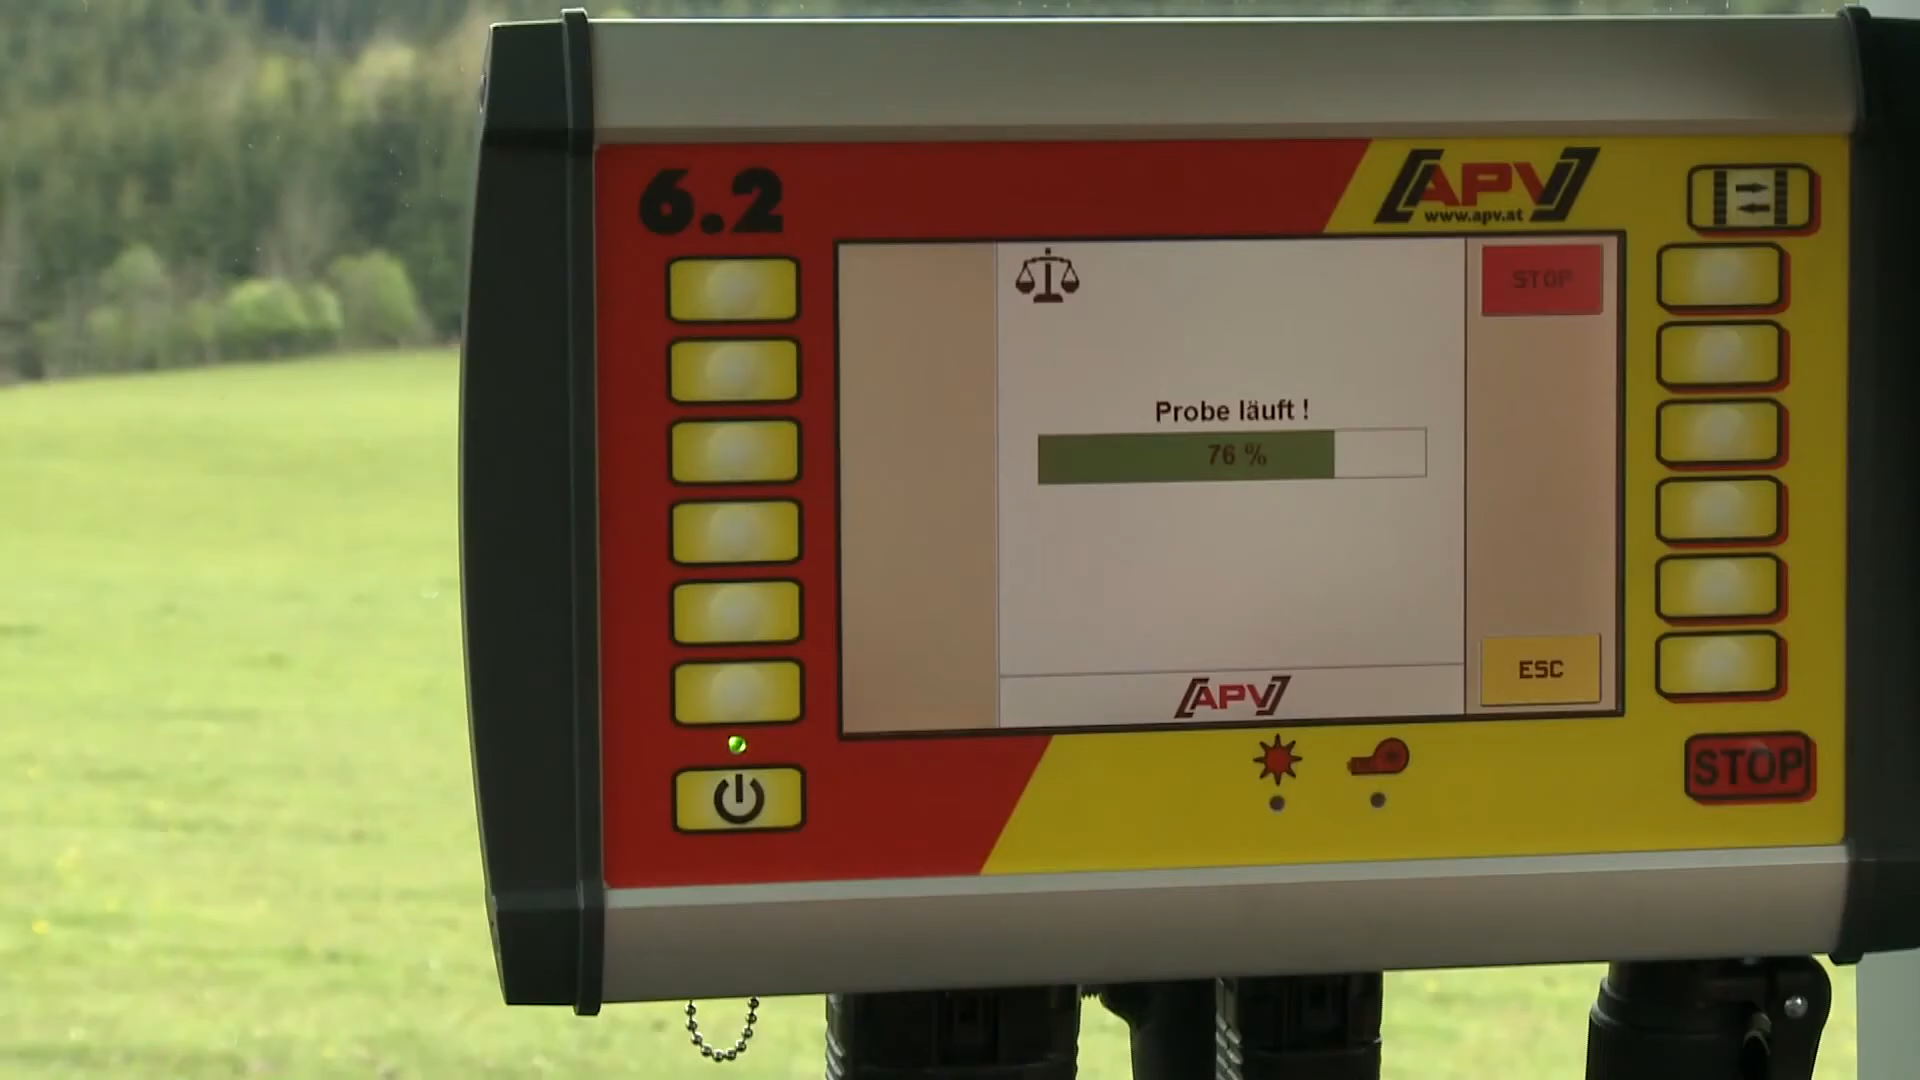 6.2
APV
www.apv.at
STOP
Probe läuft !
76 %
ESC
APV
STOP